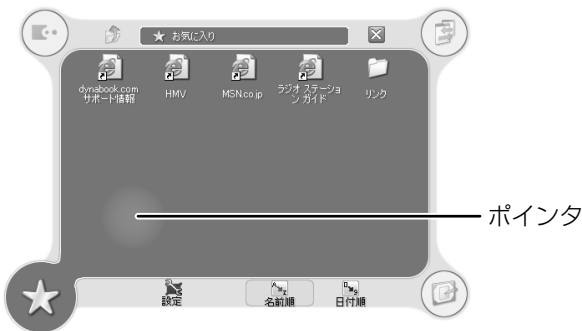 お気に入り
dynabook.com
サポート情報
HMV
MSN.co.jp
ラジオ ステーショ
ン ガイド
リンク
ポインタ
設定
名前順
日付順